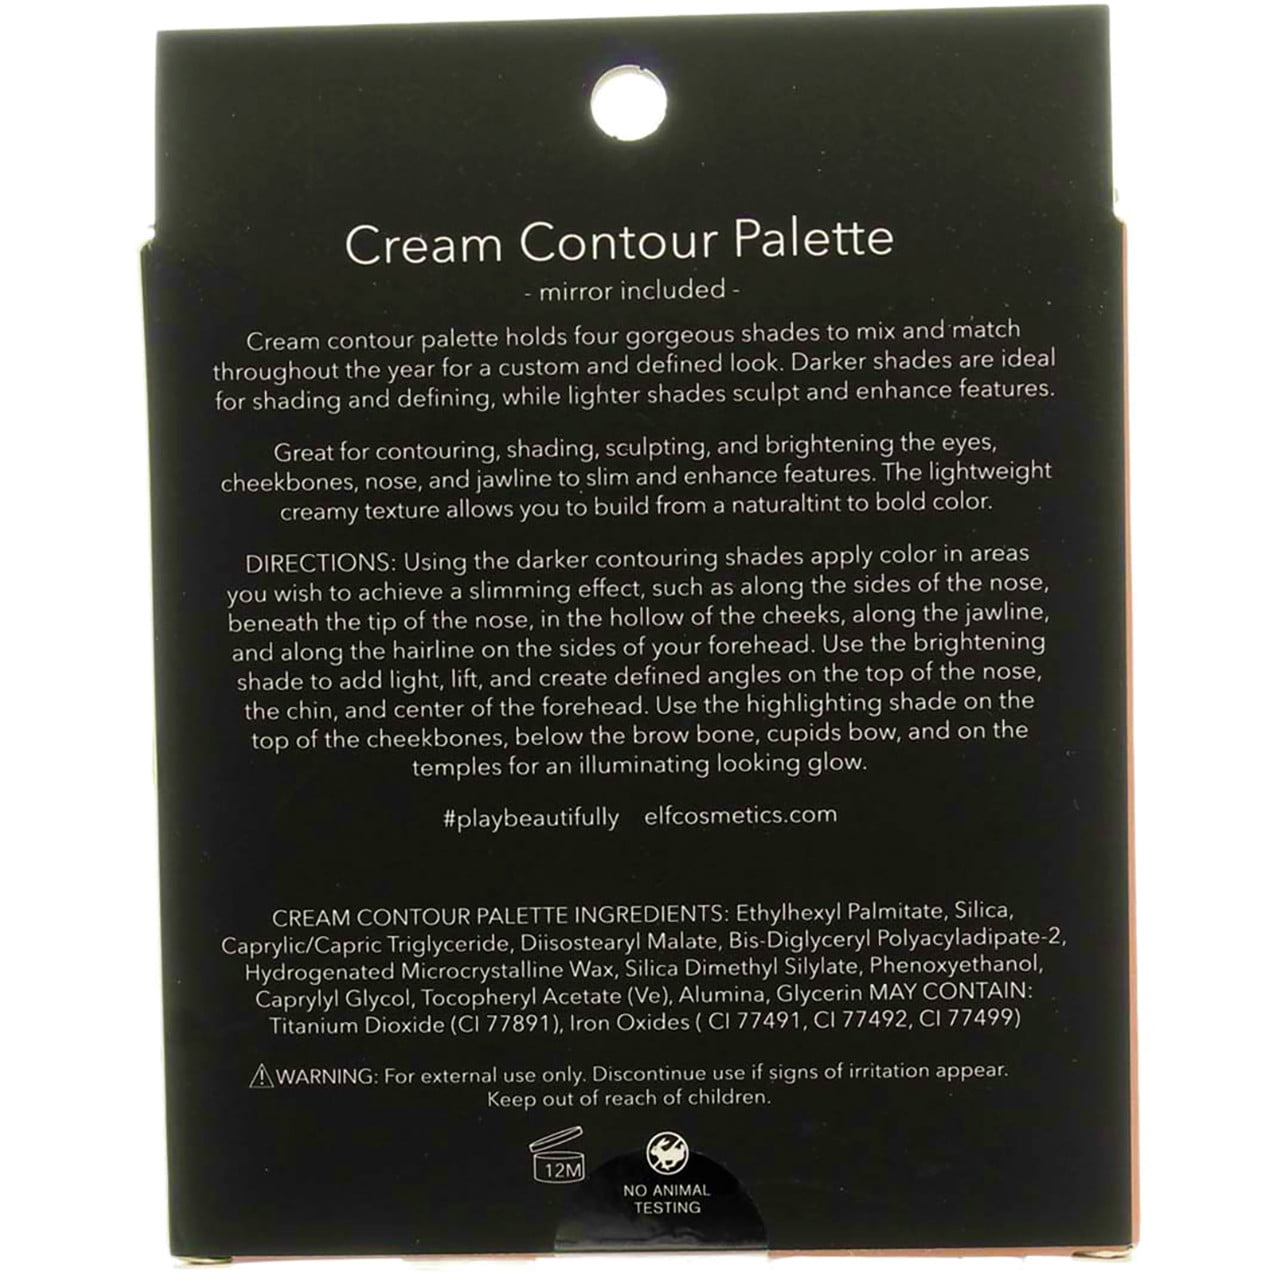 Cream Contour Palette
- mirror included -
Cream contour palette holds four gorgeous shades to mix and match
throughout the year for a custom and defined look. Darker shades are ideal
for shading and defining, while lighter shades sculpt and enhance features.
Great for contouring, shading, sculpting, and brightening the eyes,
cheekbones, nose, and jawline to slim and enhance features. The lightweight
creamy texture allows you to build from a naturaltint to bold color.
DIRECTIONS: Using the darker contouring shades apply color in areas
you wish to achieve a slimming effect, such as along the sides of the nose,
beneath the tip of the nose, in the hollow of the cheeks, along the jawline,
and along the hairline on the sides of your forehead. Use the brightening
shade to add light, lift, and create defined angles on the top of the nose,
the chin, and center of the forehead. Use the highlighting shade on the
top of the cheekbones, below the brow bone, cupids bow, and on the
temples for an illuminating looking glow.
#playbeautifully elfcosmetics.com
CREAM CONTOUR PALETTE INGREDIENTS: Ethylhexyl Palmitate, Silica,
Caprylic/Capric Triglyceride, Diisostearyl Malate, Bis-Diglyceryl Polyacyladipate-2,
Hydrogenated Microcrystalline Wax, Silica Dimethyl Silylate, Phenoxyethanol,
Caprylyl Glycol, Tocopheryl Acetate (Ve), Alumina, Glycerin MAY CONTAIN:
Titanium Dioxide (CI 77891), Iron Oxides ( CI 77491, CI 77492, CI 77499)
WARNING: For external use only. Discontinue use if signs of irritation appear.
Keep out of reach of children.
12M
NO ANIMAL
TESTING